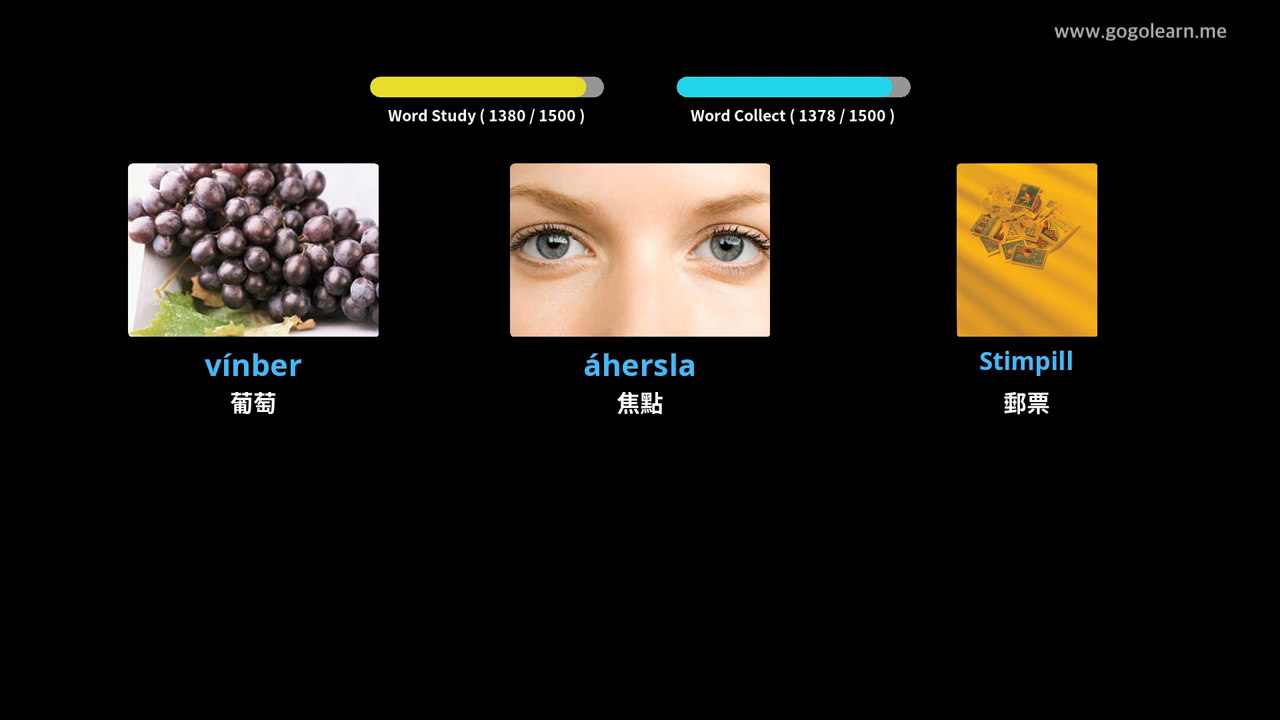 www.gogolearn.me
Word Study ( 1380 / 1500 )
Word Collect ( 1378 / 1500 )
vínber
áhersla
Stimpill
葡萄
焦點
郵票